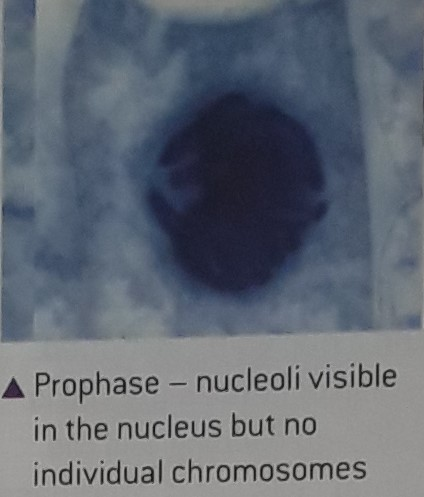 ▲ Prophase – nucleoli visible
in the nucleus but no
individual chromosomes